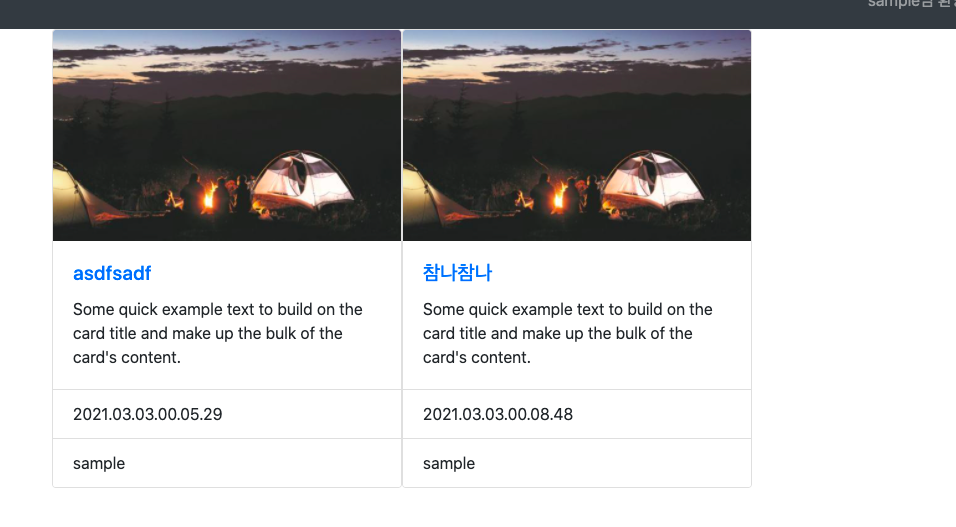 sample님 환
asdfsadf
Some quick example text to build on the
card title and make up the bulk of the
card's content.
2021.03.03.00.05.29
sample
참나참나
Some quick example text to build on the
card title and make up the bulk of the
card's content.
2021.03.03.00.08.48
sample